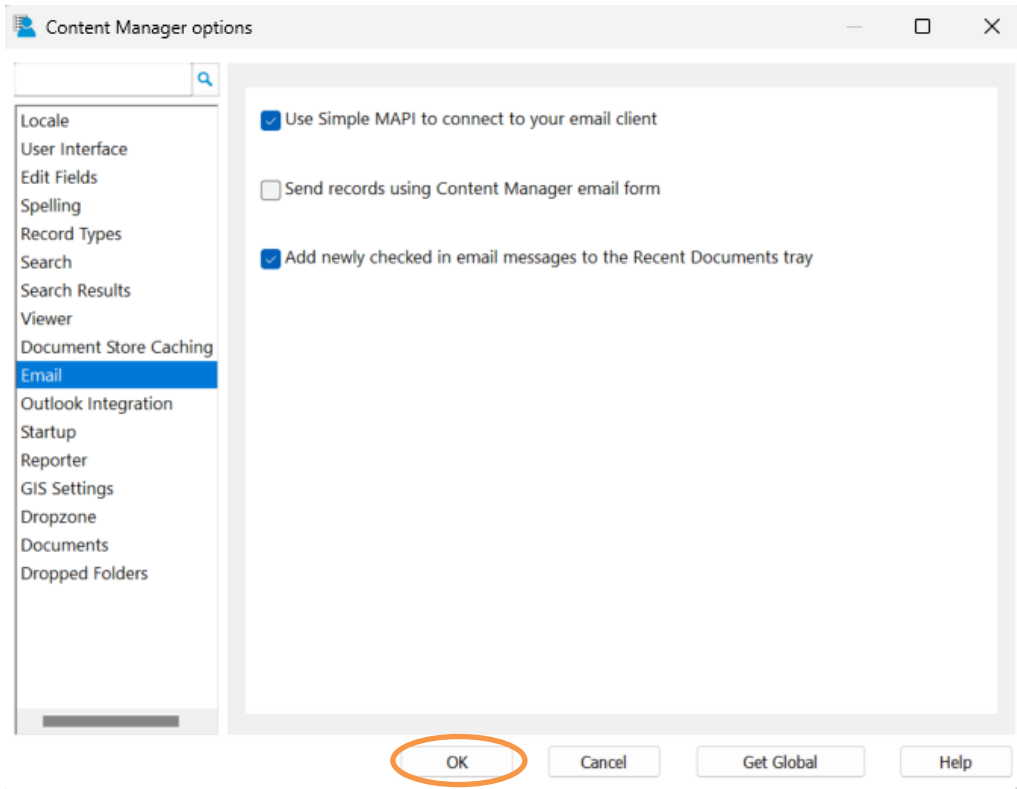 Content Manager options
Locale
User Interface
Edit Fields
Spelling
Record Types
Search
Search Results
Viewer
Document Store Caching
Email
Outlook Integration
Startup
Reporter
GIS Settings
Dropzone
Documents
Dropped Folders
Use Simple MAPI to connect to your email client
Send records using Content Manager email form
Add newly checked in email messages to the Recent Documents tray
OK Cancel Get Global Help